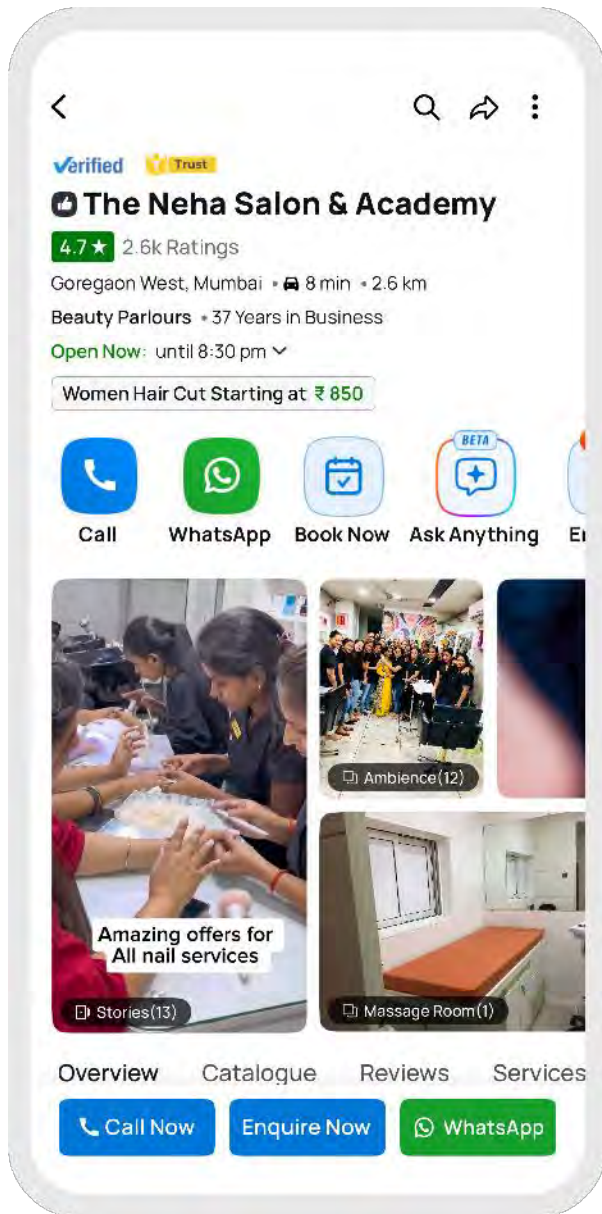 Verified Trust
The Neha Salon & Academy
4.7 ★ 2.6k Ratings
Goregaon West, Mumbai • 8 min • 2.6 km
Beauty Parlours • 37 Years in Business
Open Now: until 8:30 pm
Women Hair Cut Starting at ₹ 850
BETA
Call WhatsApp Book Now Ask Anything
Ambience(12)
Amazing offers for
All nail services
Stories(13)
Massage Room(1)
Overview Catalogue Reviews Services
Call Now Enquire Now WhatsApp